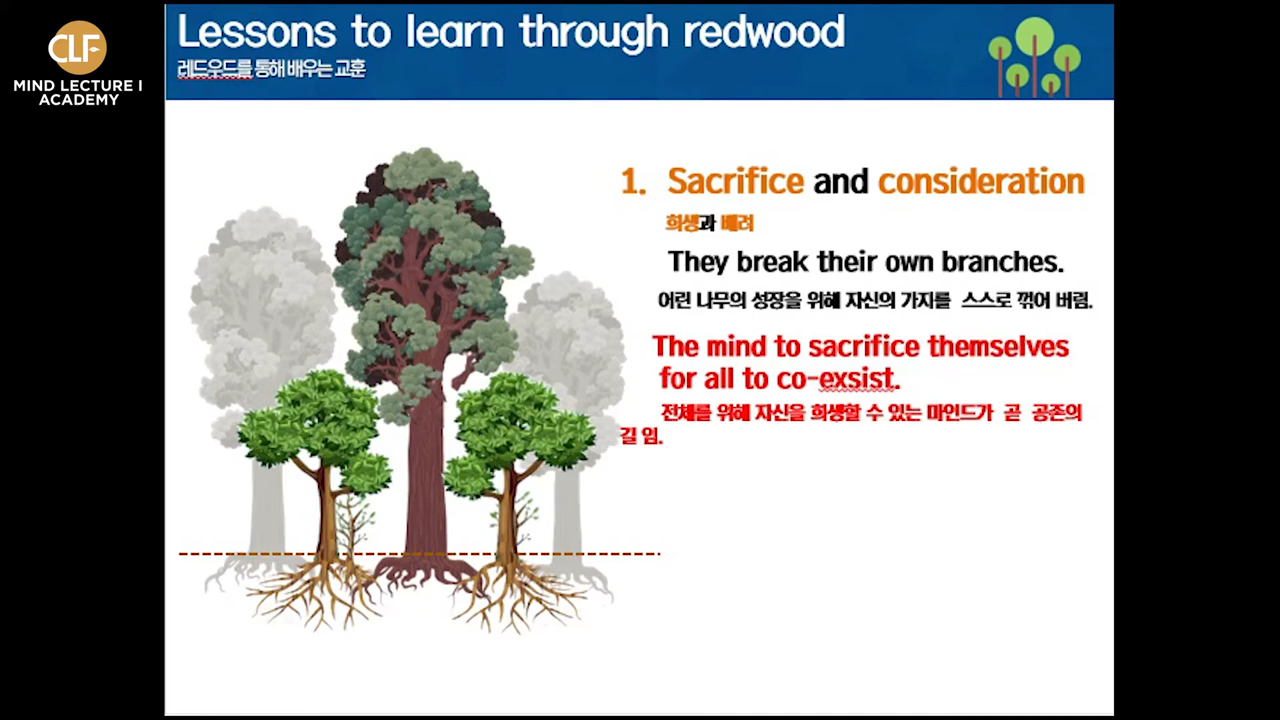 CLF
MIND LECTURE I
ACADEMY
Lessons to learn through redwood
레드우드를 통해 배우는 교훈
1. Sacrifice and consideration
희생과 배려
They break their own branches.
어린 나무의 성장을 위해 자신의 가지를 스스로 꺾어 버림.
The mind to sacrifice themselves
for all to co-exsist.
전체를 위해 자신을 희생할 수 있는 마인드가 곧 공존의
길 임.